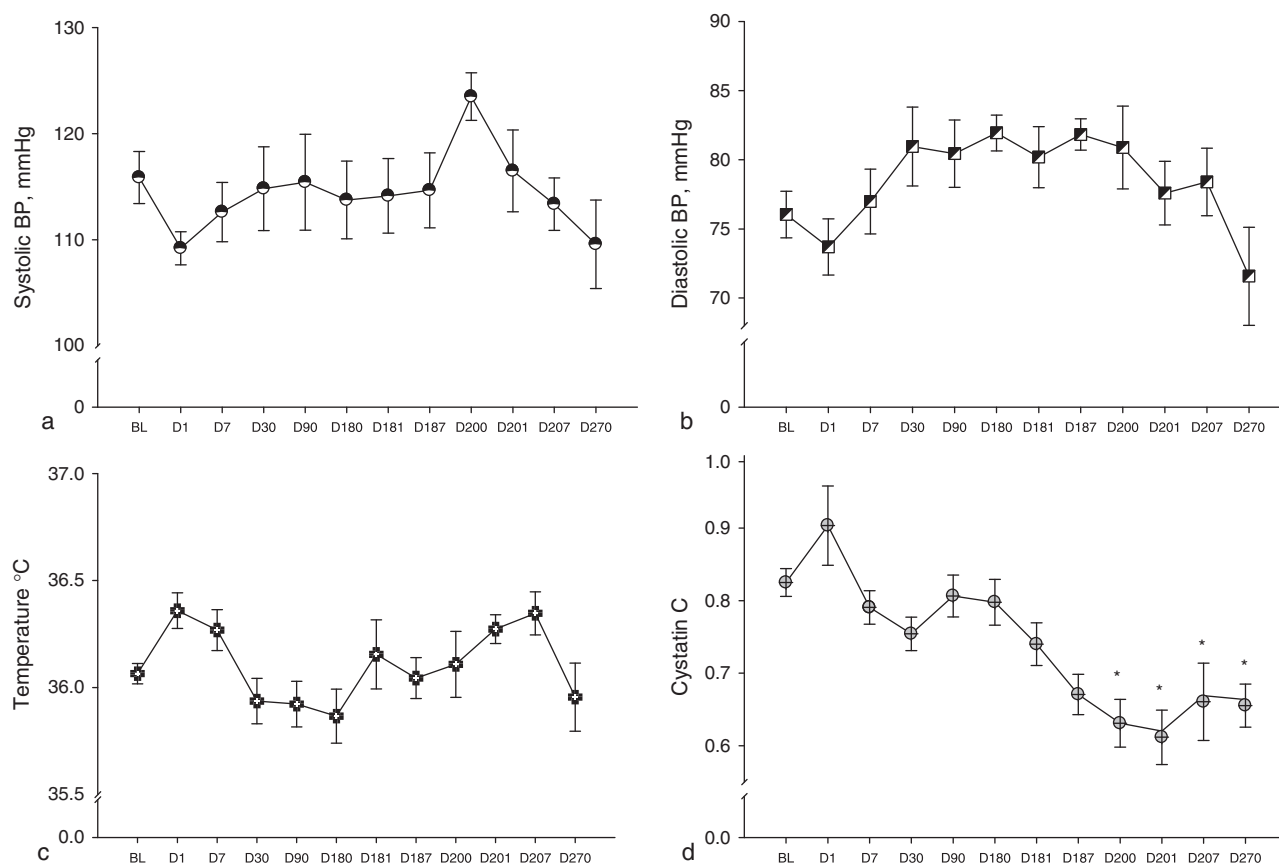 130
120
110
100
0
Systolic BP, mmHg
a
BL D1 D7 D30 D90 D180 D181 D187 D200 D201 D207 D270
90
85
80
75
70
0
Diastolic BP, mmHg
b
BL D1 D7 D30 D90 D180 D181 D187 D200 D201 D207 D270
37.0
36.5
36.0
35.5
0.0
Temperature °C
c
BL D1 D7 D30 D90 D180 D181 D187 D200 D201 D207 D270
1.0
0.9
0.8
0.7
0.6
0.0
Cystatin C
* * * *
d
BL D1 D7 D30 D90 D180 D181 D187 D200 D201 D207 D270